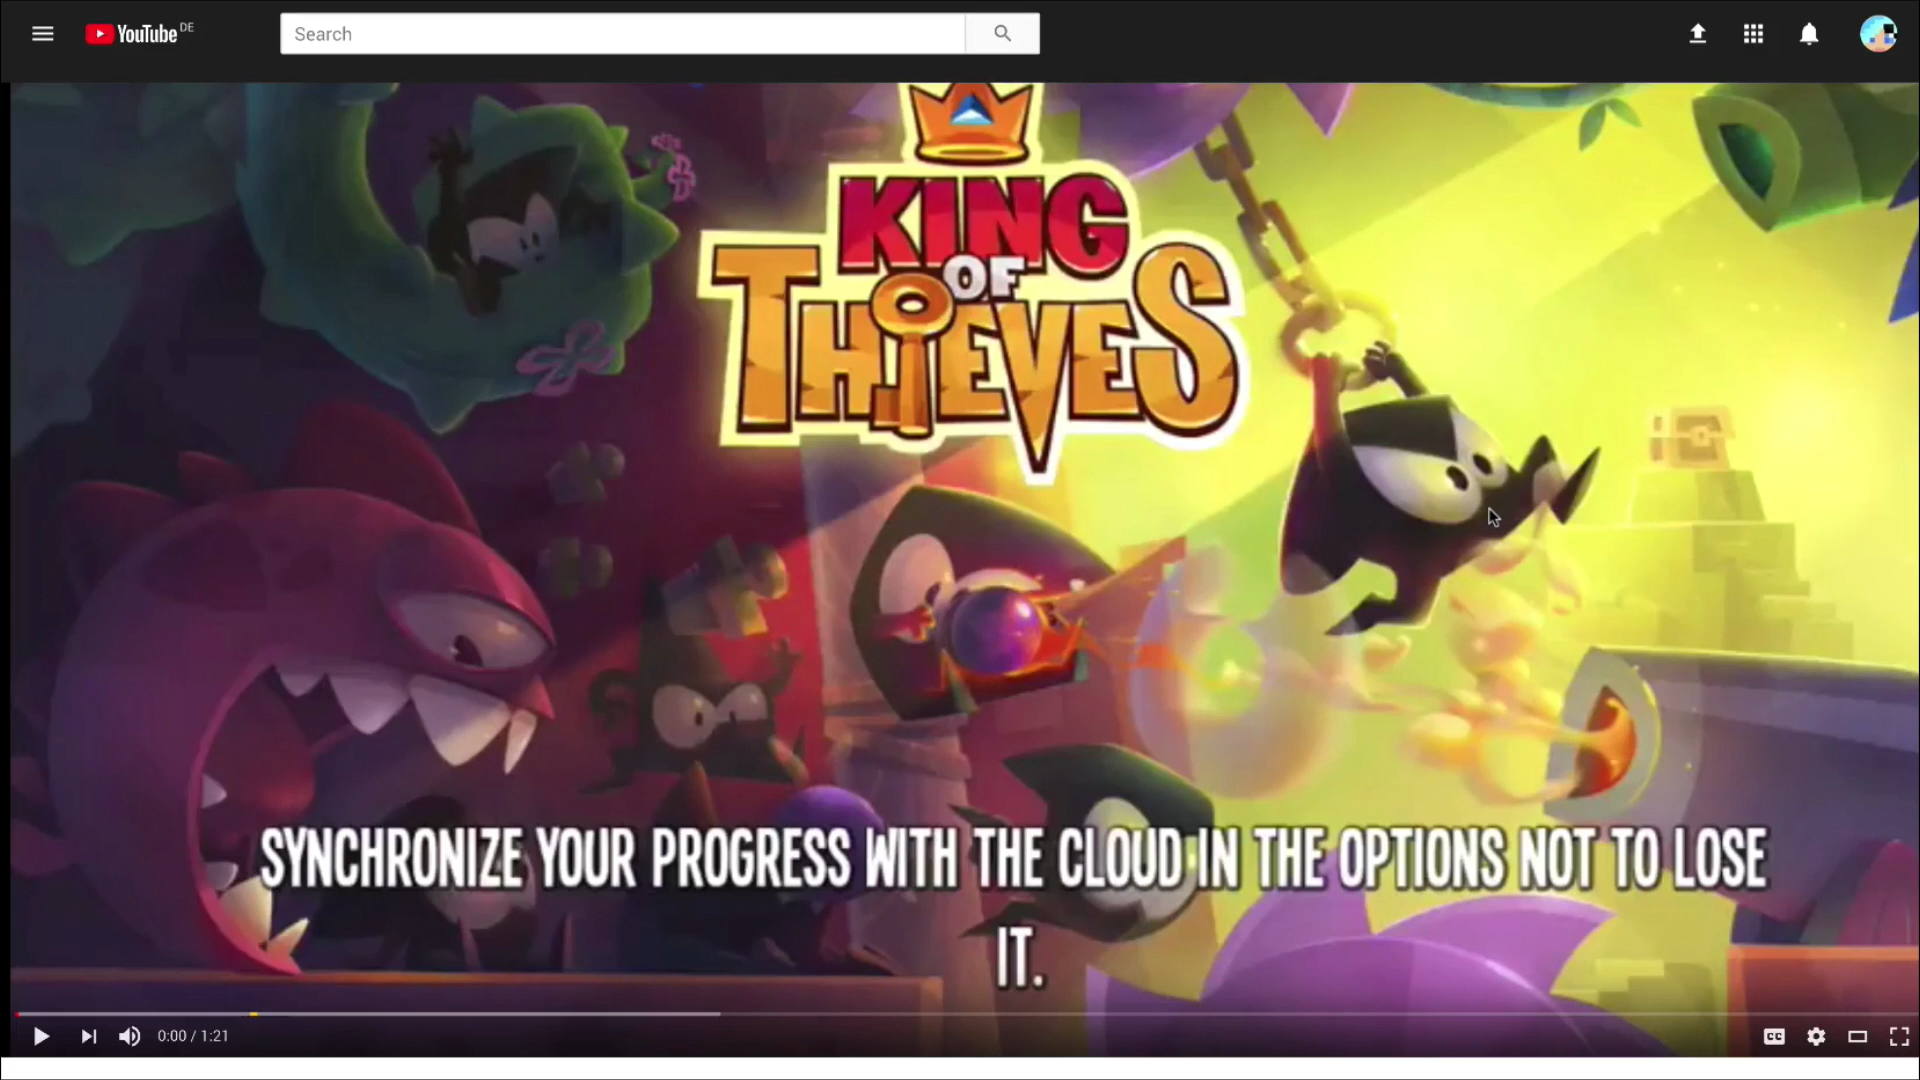 YouTube DE
Search
KING
OF
THIEVES
SYNCHRONIZE YOUR PROGRESS WITH THE CLOUD IN THE OPTIONS NOT TO LOSE
IT.
0:00 / 1:21
CC